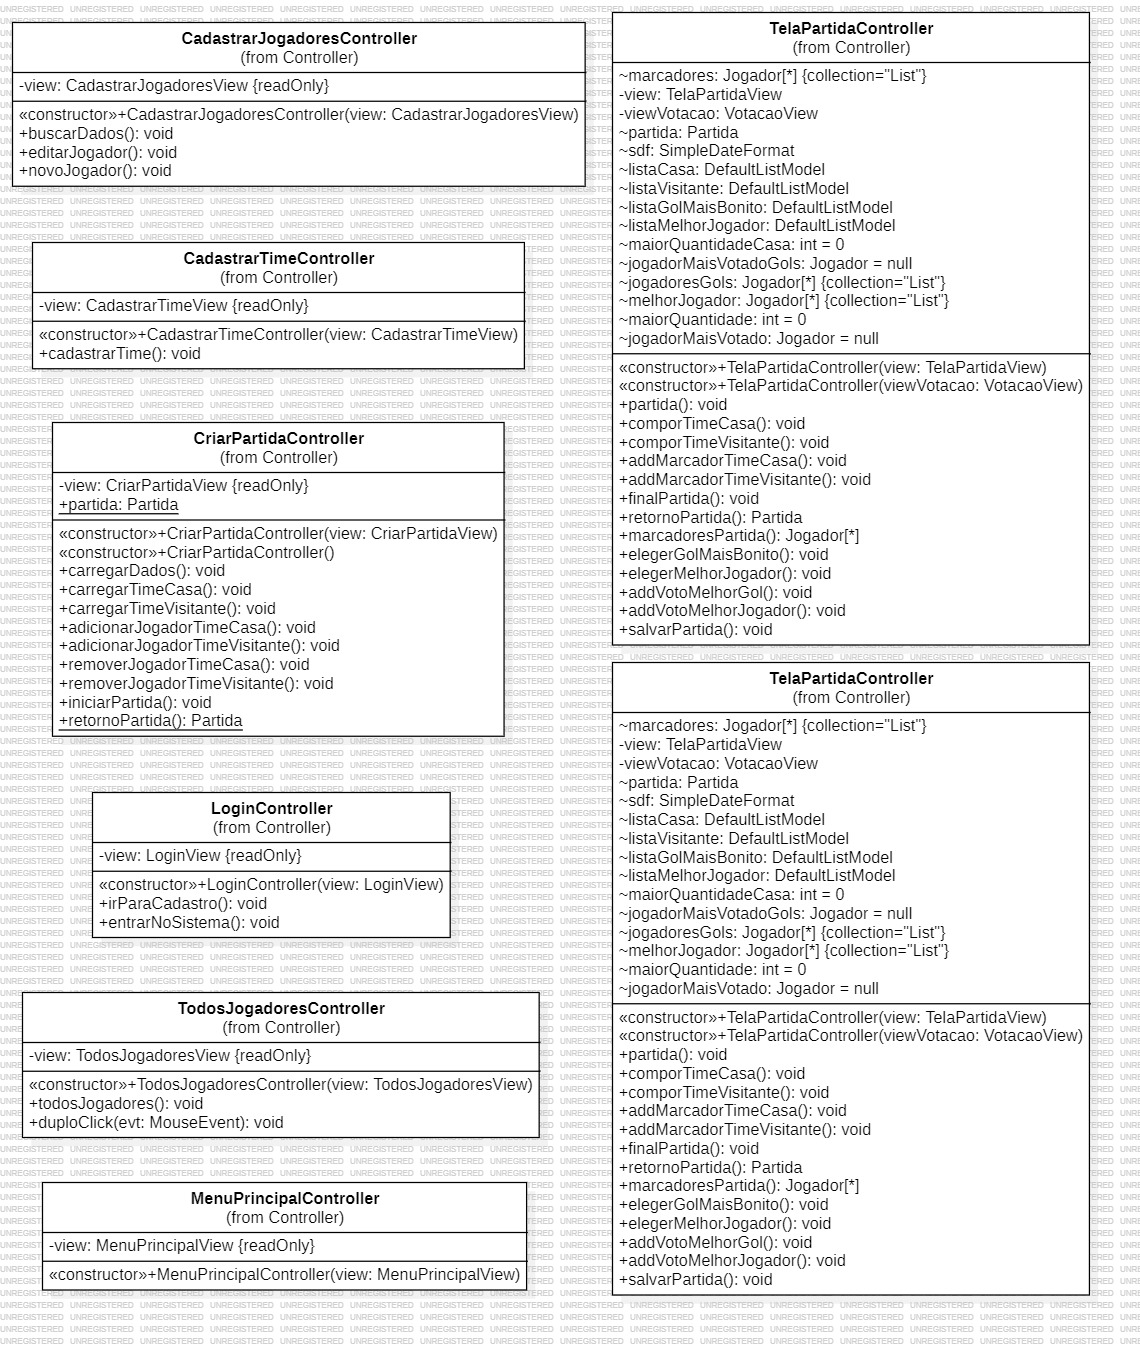 CadastrarJogadoresController
(from Controller)
-view: CadastrarJogadoresView {readOnly}
«constructor»+CadastrarJogadoresController(view: CadastrarJogadoresView)
+buscarDados(): void
+editarJogador(): void
+novoJogador(): void
CadastrarTimeController
(from Controller)
-view: CadastrarTimeView {readOnly}
«constructor»+CadastrarTimeController(view: CadastrarTimeView)
+cadastrarTime(): void
CriarPartidaController
(from Controller)
-view: CriarPartidaView {readOnly}
+partida: Partida
«constructor»+CriarPartidaController(view: CriarPartidaView)
«constructor»+CriarPartidaController()
+carregarDados(): void
+carregarTimeCasa(): void
+carregarTimeVisitante(): void
+adicionarJogadorTimeCasa(): void
+adicionarJogadorTimeVisitante(): void
+removerJogadorTimeCasa(): void
+removerJogadorTimeVisitante(): void
+iniciarPartida(): void
+retornoPartida(): Partida
LoginController
(from Controller)
-view: LoginView {readOnly}
«constructor»+LoginController(view: LoginView)
+irParaCadastro(): void
+entrarNoSistema(): void
TodosJogadoresController
(from Controller)
-view: TodosJogadoresView {readOnly}
«constructor»+TodosJogadoresController(view: TodosJogadoresView)
+todosJogadores(): void
+duploClick(evt: MouseEvent): void
MenuPrincipalController
(from Controller)
-view: MenuPrincipalView {readOnly}
«constructor»+MenuPrincipalController(view: MenuPrincipalView)
TelaPartidaController
(from Controller)
~marcadores: Jogador[*] {collection="List"}
-view: TelaPartidaView
-viewVotacao: VotacaoView
~partida: Partida
~sdf: SimpleDateFormat
~listaCasa: DefaultListModel
~listaVisitante: DefaultListModel
~listaGolMaisBonito: DefaultListModel
~listaMelhorJogador: DefaultListModel
~maiorQuantidadeCasa: int = 0
~jogadorMaisVotadoGols: Jogador = null
~jogadoresGols: Jogador[*] {collection="List"}
~melhorJogador: Jogador[*] {collection="List"}
~maiorQuantidade: int = 0
~jogadorMaisVotado: Jogador = null
«constructor»+TelaPartidaController(view: TelaPartidaView)
«constructor»+TelaPartidaController(viewVotacao: VotacaoView)
+partida(): void
+comporTimeCasa(): void
+comporTimeVisitante(): void
+addMarcadorTimeCasa(): void
+addMarcadorTimeVisitante(): void
+finalPartida(): void
+retornoPartida(): Partida
+marcadoresPartida(): Jogador[*]
+elegerGolMaisBonito(): void
+elegerMelhorJogador(): void
+addVotoMelhorGol(): void
+addVotoMelhorJogador(): void
+salvarPartida(): void
TelaPartidaController
(from Controller)
~marcadores: Jogador[*] {collection="List"}
-view: TelaPartidaView
-viewVotacao: VotacaoView
~partida: Partida
~sdf: SimpleDateFormat
~listaCasa: DefaultListModel
~listaVisitante: DefaultListModel
~listaGolMaisBonito: DefaultListModel
~listaMelhorJogador: DefaultListModel
~maiorQuantidadeCasa: int = 0
~jogadorMaisVotadoGols: Jogador = null
~jogadoresGols: Jogador[*] {collection="List"}
~melhorJogador: Jogador[*] {collection="List"}
~maiorQuantidade: int = 0
~jogadorMaisVotado: Jogador = null
«constructor»+TelaPartidaController(view: TelaPartidaView)
«constructor»+TelaPartidaController(viewVotacao: VotacaoView)
+partida(): void
+comporTimeCasa(): void
+comporTimeVisitante(): void
+addMarcadorTimeCasa(): void
+addMarcadorTimeVisitante(): void
+finalPartida(): void
+retornoPartida(): Partida
+marcadoresPartida(): Jogador[*]
+elegerGolMaisBonito(): void
+elegerMelhorJogador(): void
+addVotoMelhorGol(): void
+addVotoMelhorJogador(): void
+salvarPartida(): void
UNREGISTERED